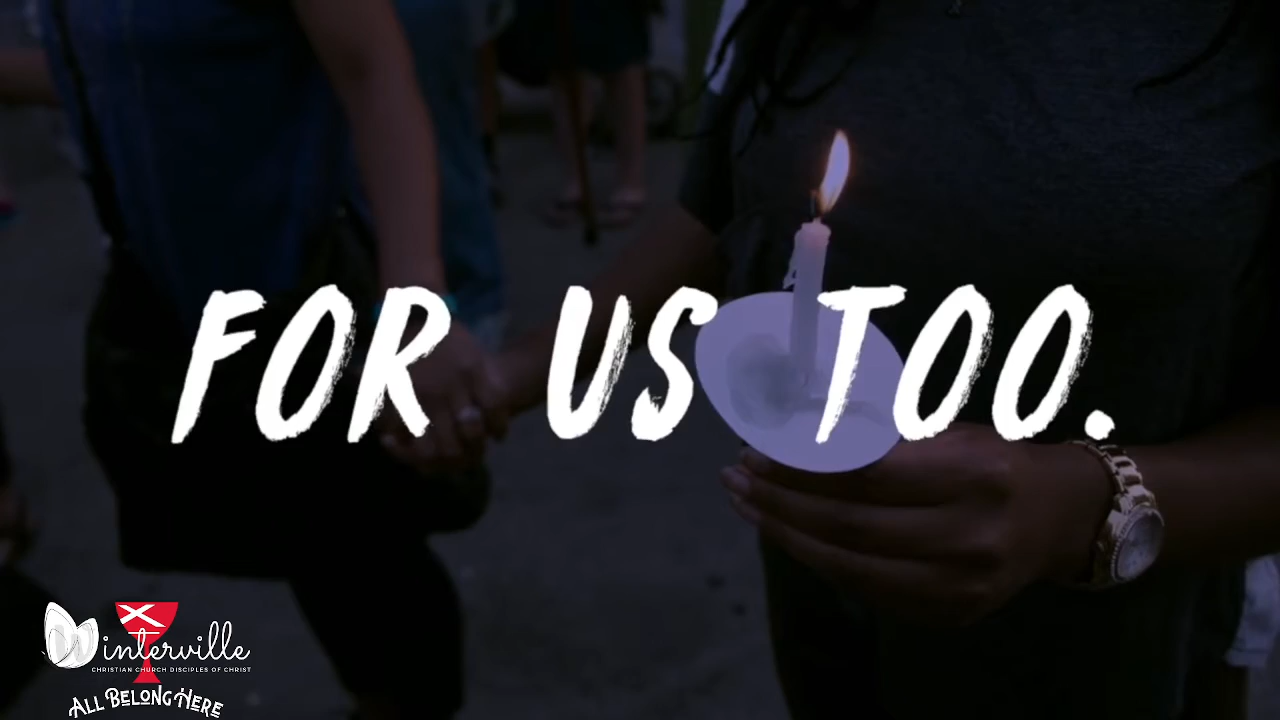 FOR US TOO.
Winterville
CHRISTIAN CHURCH DISCIPLES OF CHRIST
ALL BELONG HERE